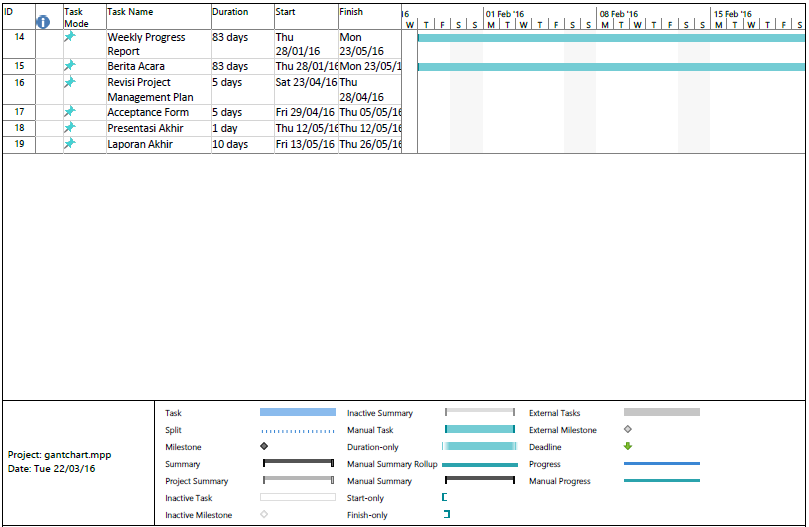 ID Task Mode Task Name Duration Start Finish 16 01 Feb '16 08 Feb '16 15 Feb '16
W T F S S M T W T F S S M T W T F S S M T W T F S
14 Weekly Progress Report 83 days Thu 28/01/16 Mon 23/05/16
15 Berita Acara 83 days Thu 28/01/16 Mon 23/05/1
16 Revisi Project Management Plan 5 days Sat 23/04/16 Thu 28/04/16
17 Acceptance Form 5 days Fri 29/04/16 Thu 05/05/16
18 Presentasi Akhir 1 day Thu 12/05/16 Thu 12/05/16
19 Laporan Akhir 10 days Fri 13/05/16 Thu 26/05/16
Project: gantchart.mpp
Date: Tue 22/03/16
Task
Split
Milestone
Summary
Project Summary
Inactive Task
Inactive Milestone
Inactive Summary
Manual Task
Duration-only
Manual Summary Rollup
Manual Summary
Start-only
Finish-only
External Tasks
External Milestone
Deadline
Progress
Manual Progress